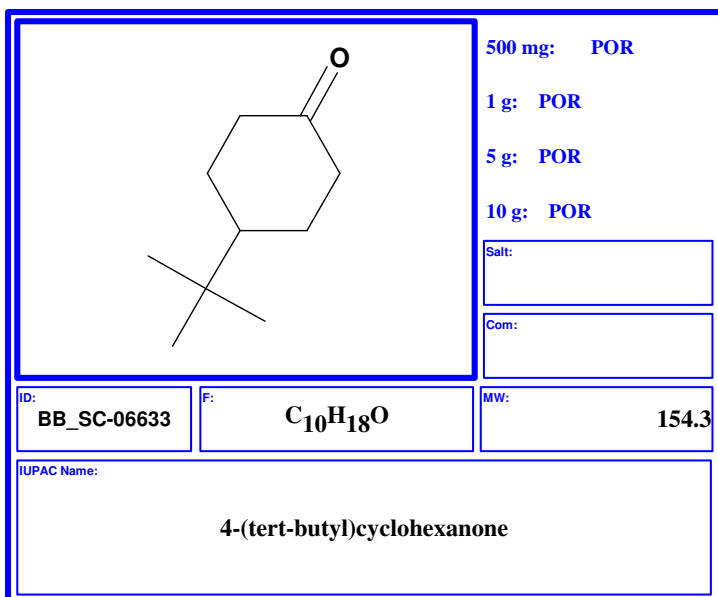 O
500 mg: POR
1 g: POR
5 g: POR
10 g: POR
Salt:
Com:
ID:
BB_SC-06633
F:
C10H18O
MW:
154.3
IUPAC Name:
4-(tert-butyl)cyclohexanone